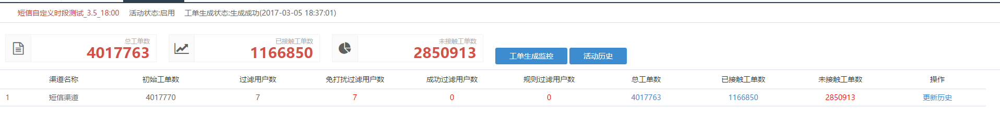 短信自定义时段测试_3.5_18:00 活动状态:启用 工单生成状态:生成成功(2017-03-05 18:37:01)
总工单数
4017763
已接触工单数
1166850
未接触工单数
2850913
工单生成监控 活动历史
渠道名称 初始工单数 过滤用户数 免打扰过滤用户数 成功过滤用户数 规则过滤用户数 总工单数 已接触工单数 未接触工单数 操作
1 短信渠道 4017770 7 7 0 0 4017763 1166850 2850913 更新历史